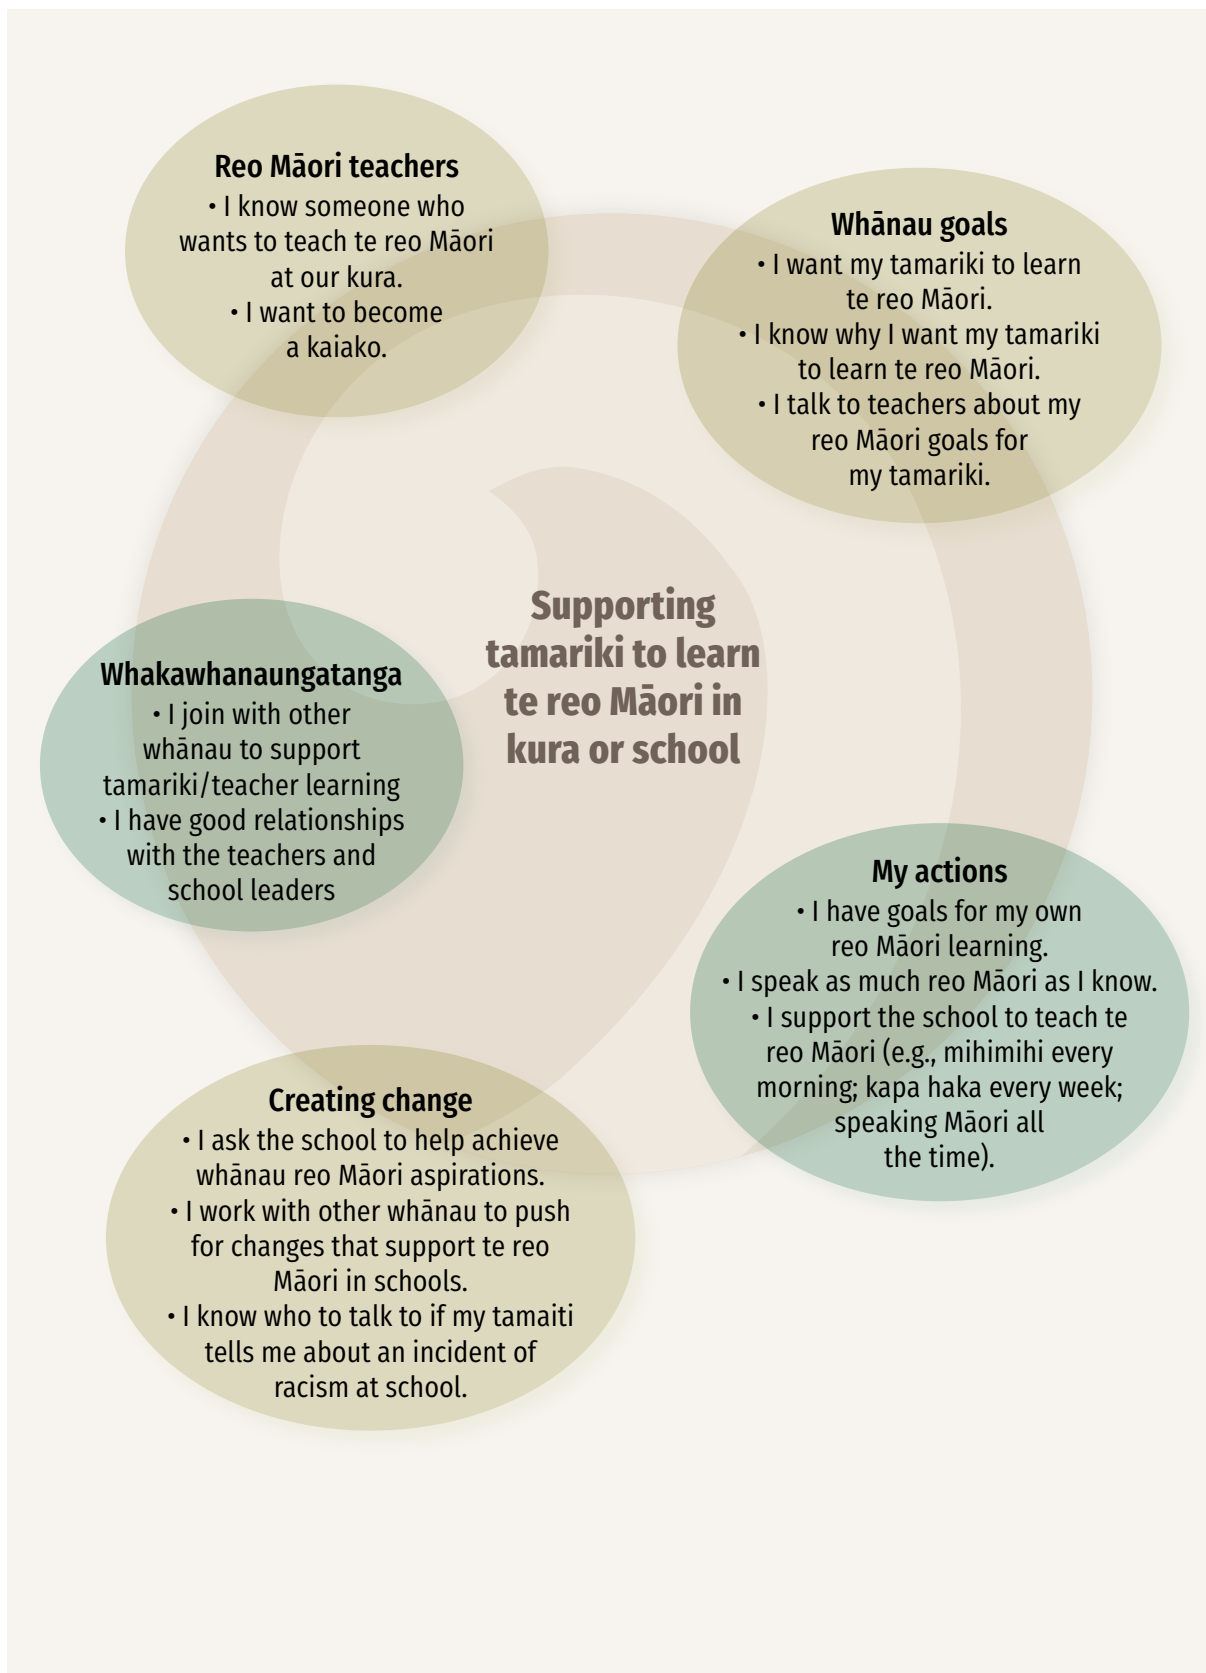 Reo Māori teachers
• I know someone who
wants to teach te reo Māori
at our kura.
• I want to become
a kaiako.
Whānau goals
• I want my tamariki to learn
te reo Māori.
• I know why I want my tamariki
to learn te reo Māori.
• I talk to teachers about my
reo Māori goals for
my tamariki.
Supporting
tamariki to learn
te reo Māori in
kura or school
Whakawhanaungatanga
• I join with other
whānau to support
tamariki/teacher learning
• I have good relationships
with the teachers and
school leaders
My actions
• I have goals for my own
reo Māori learning.
• I speak as much reo Māori as I know.
• I support the school to teach te
reo Māori (e.g., mihimihi every
morning; kapa haka every week;
speaking Māori all
the time).
Creating change
• I ask the school to help achieve
whānau reo Māori aspirations.
• I work with other whānau to push
for changes that support te reo
Māori in schools.
• I know who to talk to if my tamaiti
tells me about an incident of
racism at school.